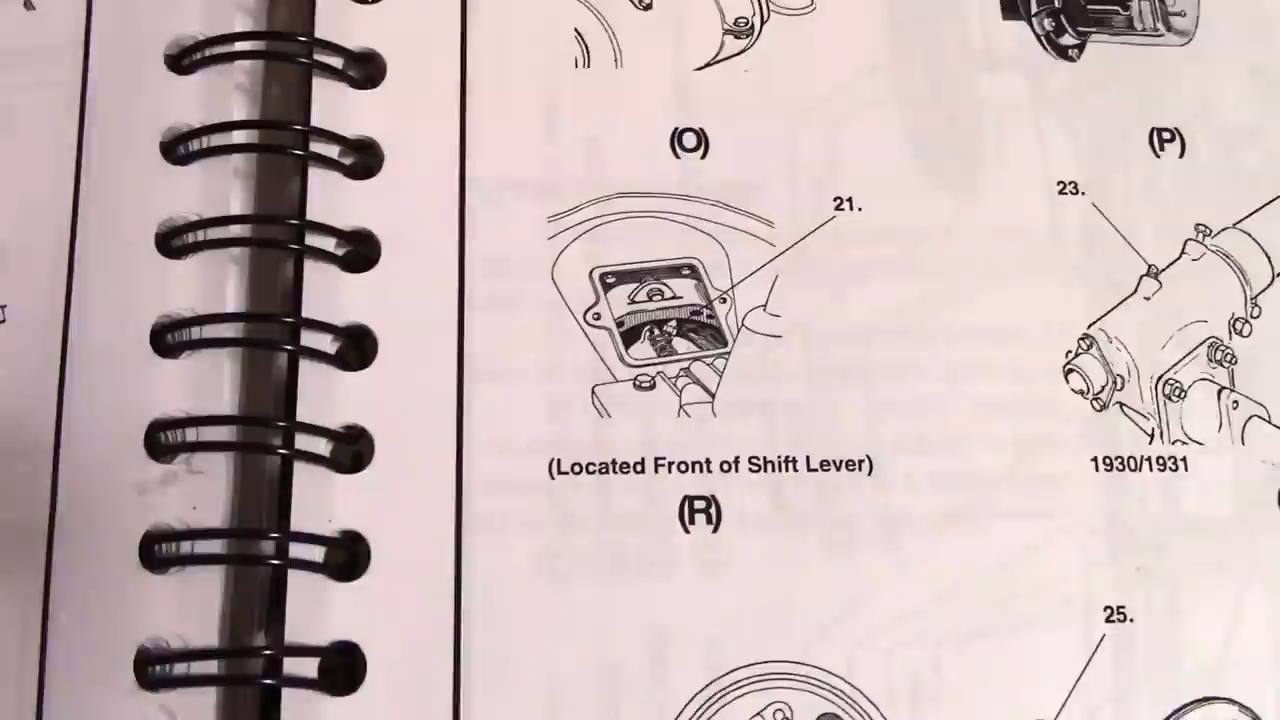 (O)
(P)
21.
23.
(Located Front of Shift Lever)
1930/1931
(R)
25.